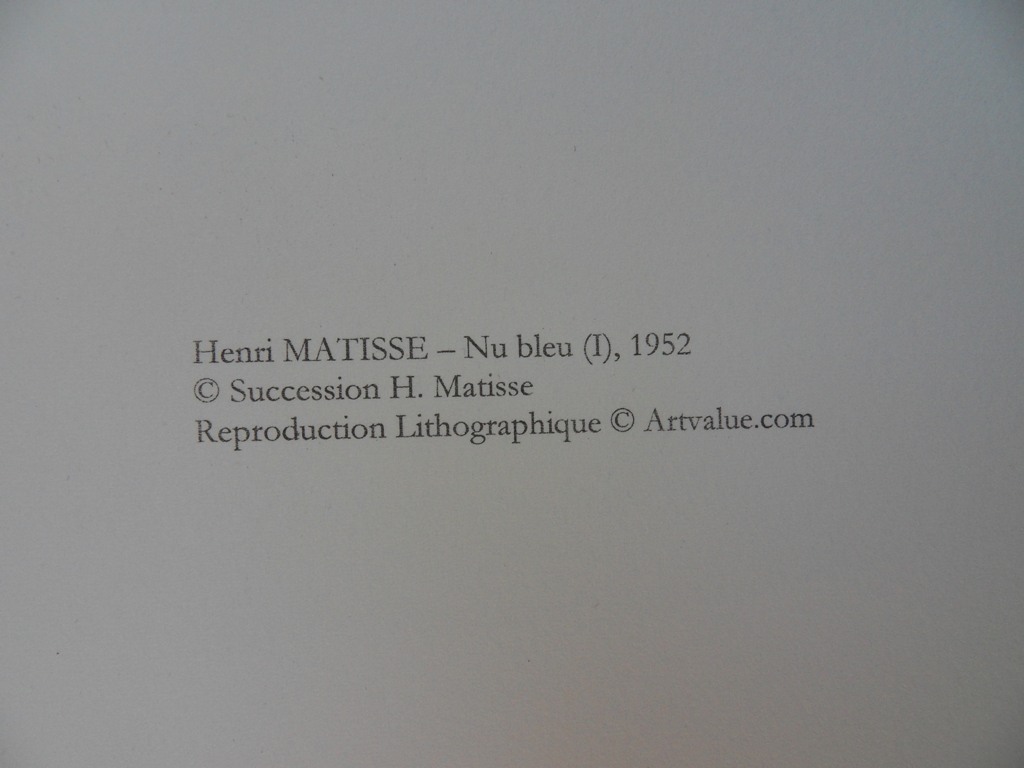 Henri MATISSE – Nu bleu (I), 1952
© Succession H. Matisse
Reproduction Lithographique © Artvalue.com